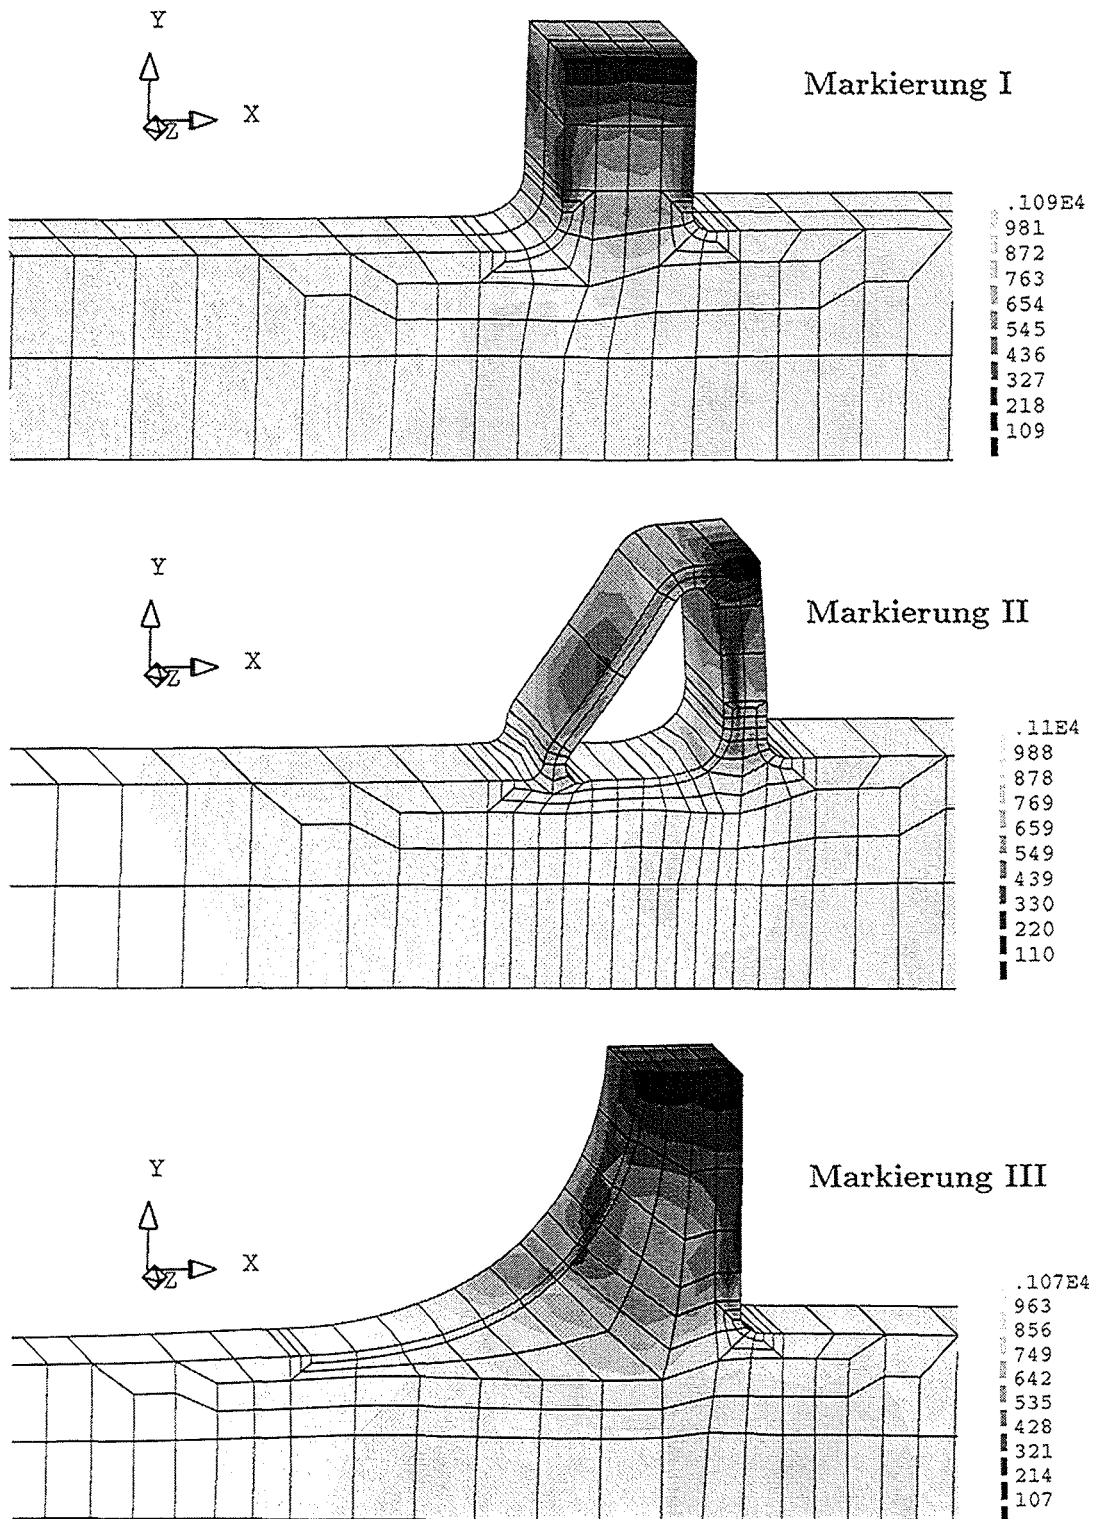 Y
X
Z
Markierung I
.109E4
981
872
763
654
545
436
327
218
109
Y
X
Z
Markierung II
.11E4
988
878
769
659
549
439
330
220
110
Y
X
Z
Markierung III
.107E4
963
856
749
642
535
428
321
214
107